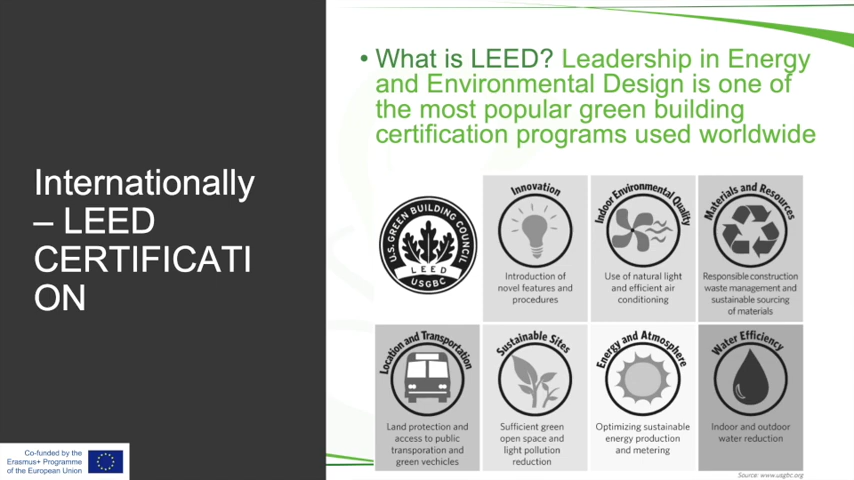 Internationally
– LEED
CERTIFICATI
ON
Co-funded by the
Erasmus+ Programme
of the European Union
• What is LEED? Leadership in Energy
and Environmental Design is one of
the most popular green building
certification programs used worldwide
U.S. GREEN BUILDING COUNCIL
LEED
USGBC
Innovation
Introduction of
novel features and
procedures
Indoor Environmental Quality
Use of natural light
and efficient air
conditioning
Materials and Resources
Responsible construction
waste management and
sustainable sourcing
of materials
Location and Transportation
Land protection and
access to public
transporation and
green vechicles
Sustainable Sites
Sufficient green
open space and
light pollution
reduction
Energy and Atmosphere
Optimizing sustainable
energy production
and metering
Water Efficiency
Indoor and outdoor
water reduction
Source: www.usgbc.org